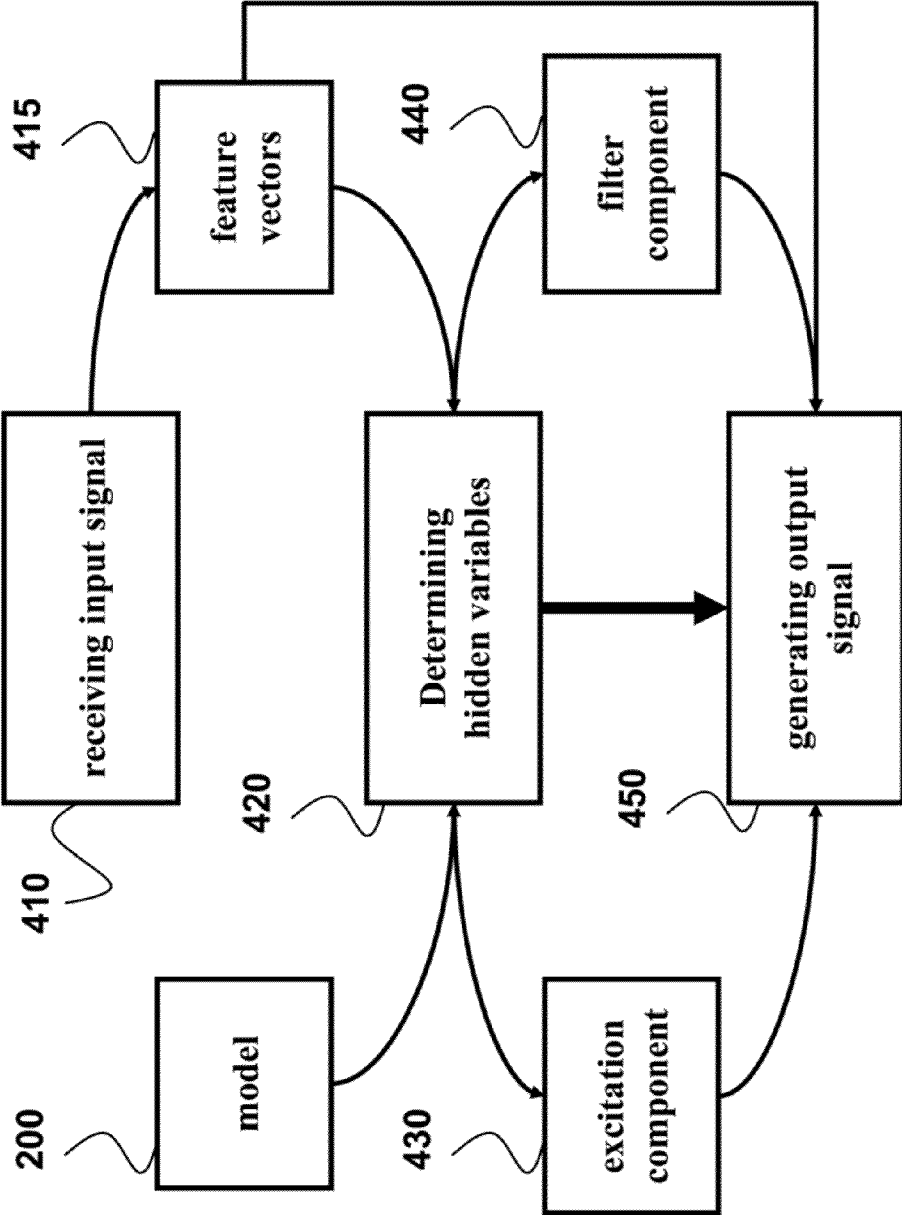 410
receiving input signal
415
feature
vectors
200
model
420
Determining
hidden variables
430
excitation
component
440
filter
component
450
generating output
signal